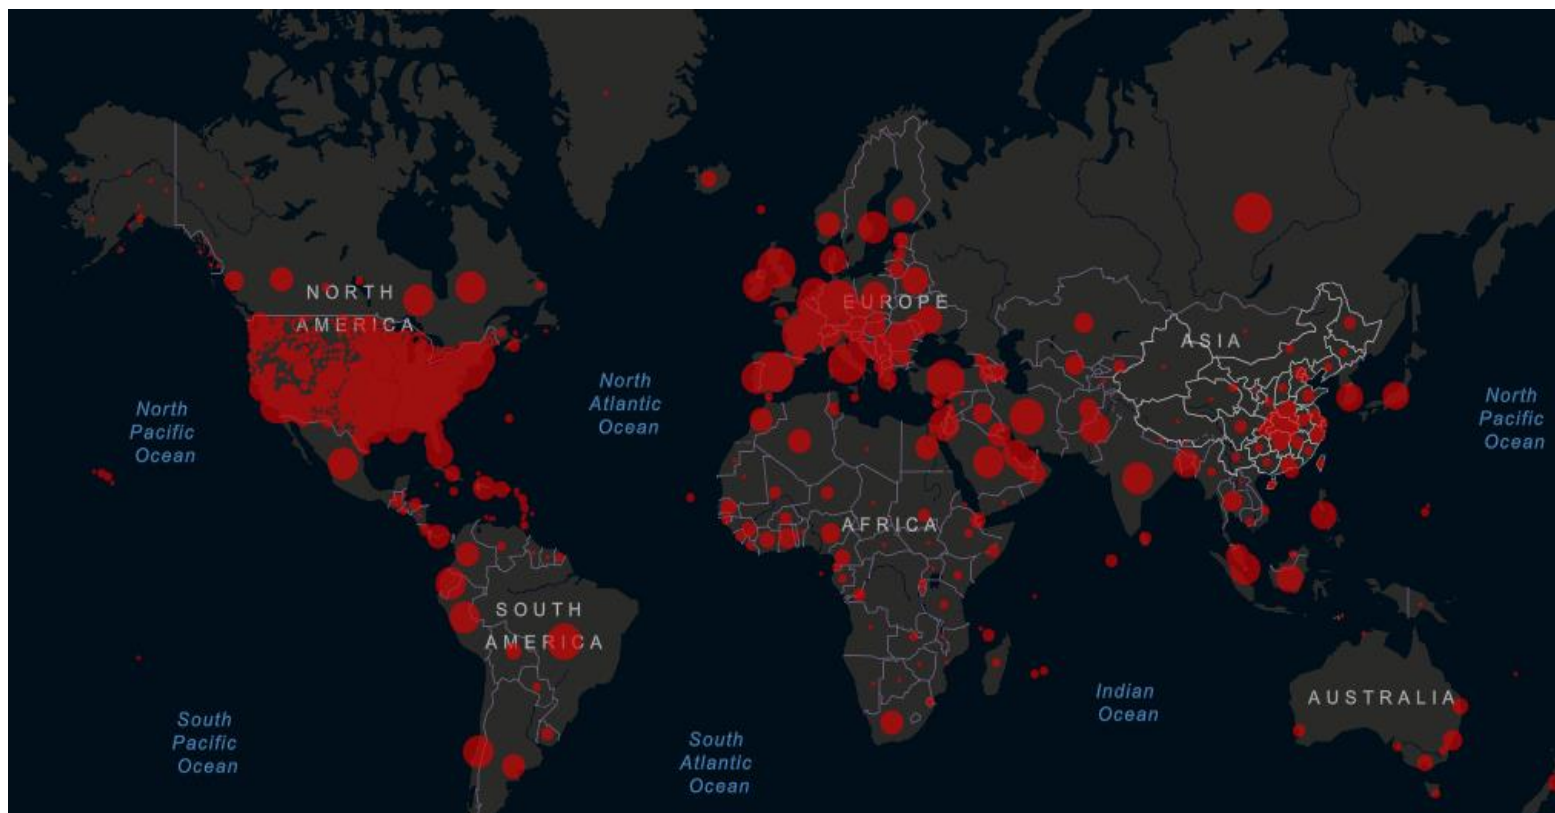 NORTH
AMERICA
EUROPE
ASIA
North
Atlantic
Ocean
North
Pacific
Ocean
North
Pacific
Ocean
AFRICA
SOUTH
AMERICA
Indian
Ocean
AUSTRALIA
South
Pacific
Ocean
South
Atlantic
Ocean